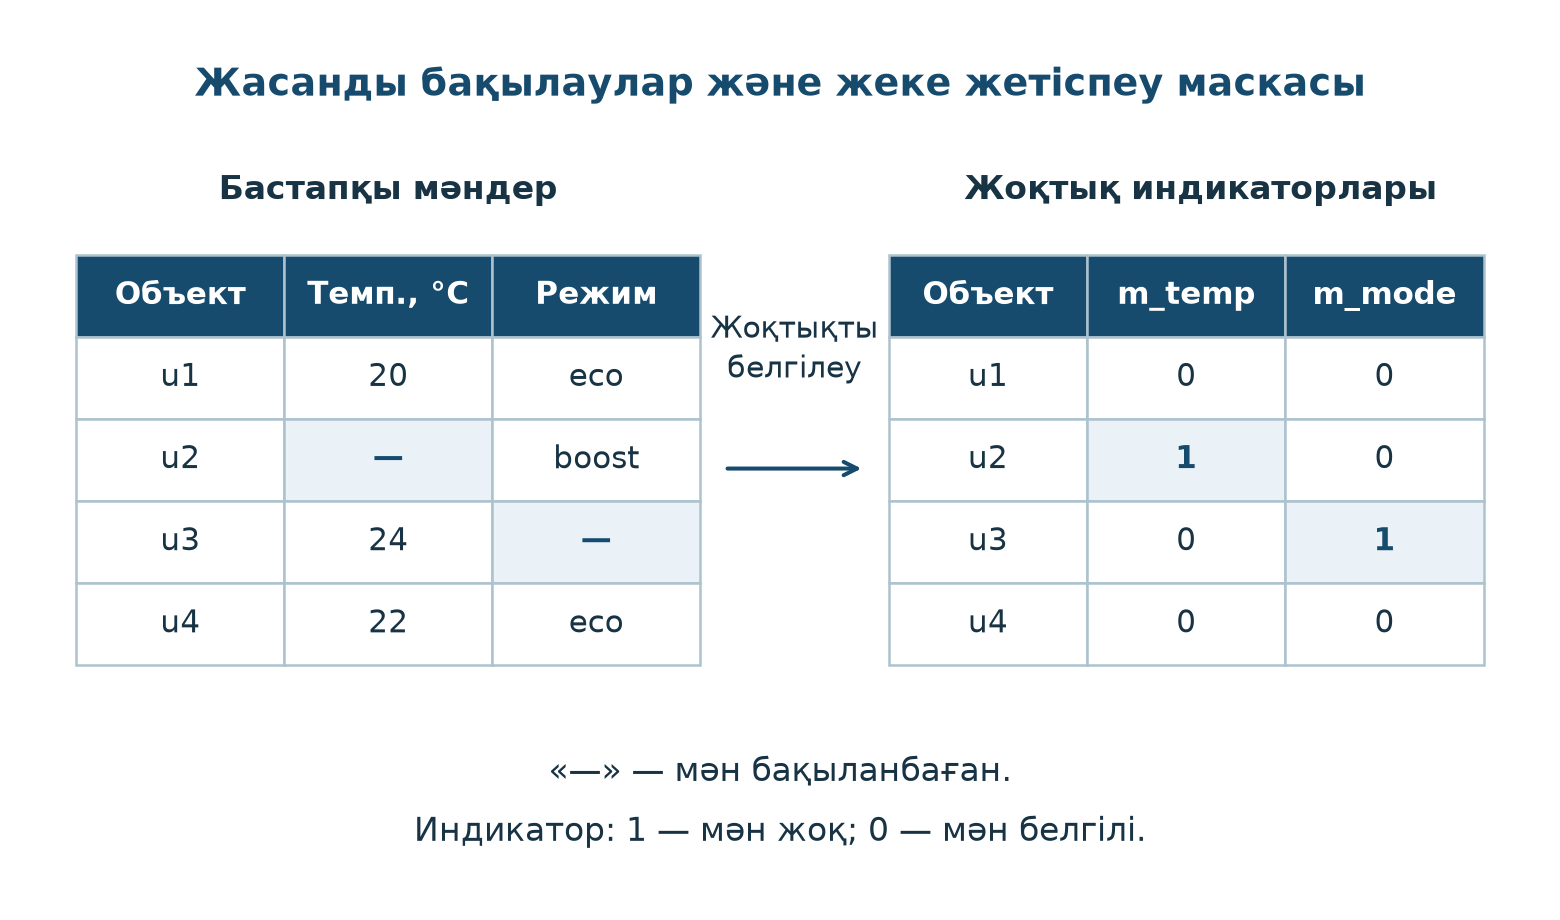 Жасанды бақылаулар және жеке жетіспеу маскасы
Бастапқы мәндер
Объект Темп., °C Режим
u1 20 eco
u2 — boost
u3 24 —
u4 22 eco
Жоқтықты
белгілеу
Жоқтық индикаторлары
Объект m_temp m_mode
u1 0 0
u2 1 0
u3 0 1
u4 0 0
«—» — мән бақыланбаған.
Индикатор: 1 — мән жоқ; 0 — мән белгілі.